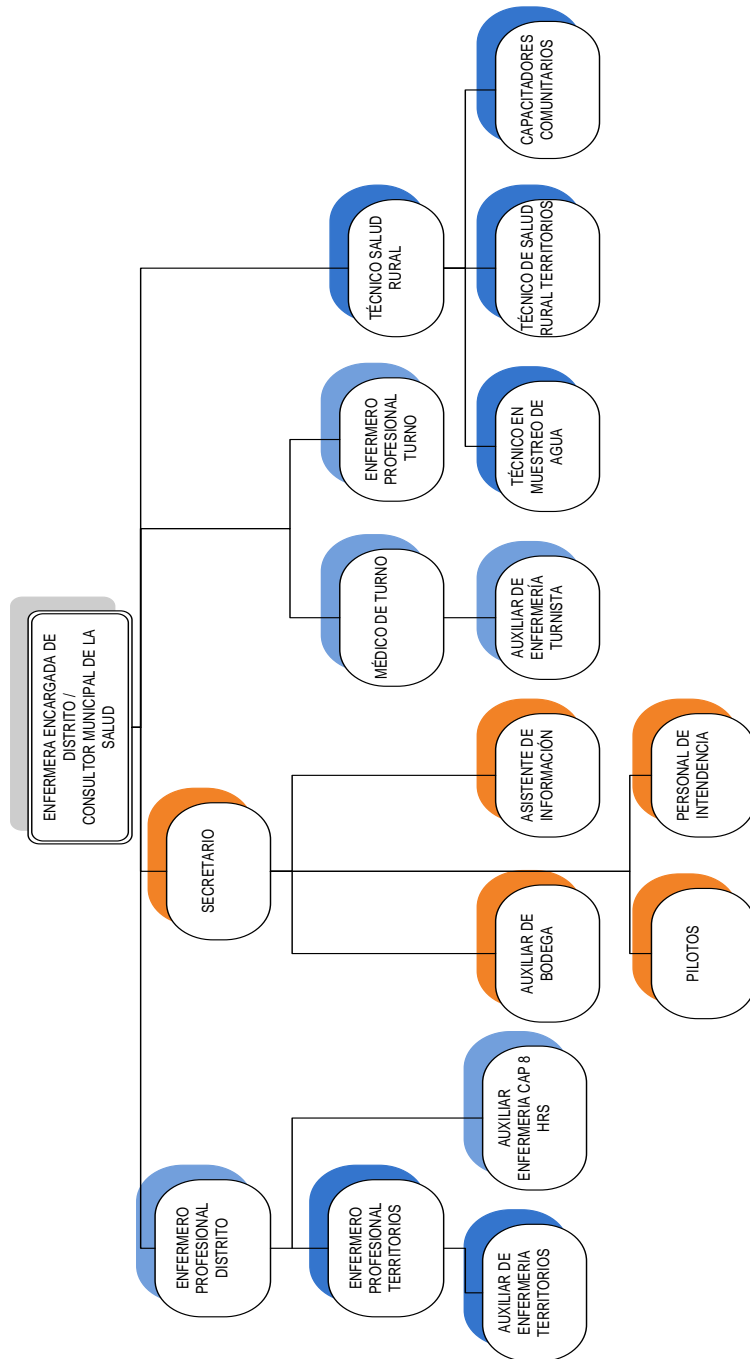 ENFERMERA ENCARGADA DE
DISTRITO /
CONSULTOR MUNICIPAL DE LA
SALUD
ENFERMERO
PROFESIONAL
DISTRITO
SECRETARIO
ENFERMERO
PROFESIONAL
TERRITORIOS
MÉDICO DE TURNO
ENFERMERO
PROFESIONAL
TURNO
TÉCNICO SALUD
RURAL
AUXILIAR DE
ENFERMERIA
TERRITORIOS
AUXILIAR
ENFERMERIA CAP 8
HRS
AUXILIAR DE
BODEGA
ASISTENTE DE
INFORMACIÓN
AUXILIAR DE
ENFERMERÍA
TURNISTA
TÉCNICO EN
MUESTREO DE
AGUA
TÉCNICO DE SALUD
RURAL TERRITORIOS
CAPACITADORES
COMUNITARIOS
PILOTOS
PERSONAL DE
INTENDENCIA